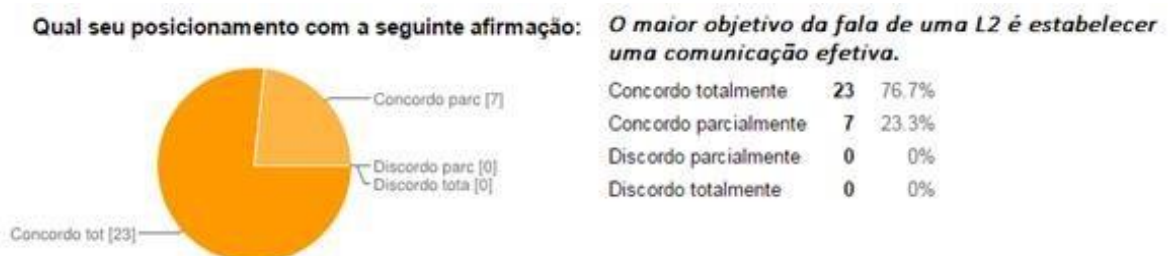 Qual seu posicionamento com a seguinte afirmação:
O maior objetivo da fala de uma L2 é estabelecer
uma comunicação efetiva.
Concordo parc [7]
Discordo parc [0]
Discordo tota [0]
Concordo tot [23]
Concordo totalmente 23 76.7%
Concordo parcialmente 7 23.3%
Discordo parcialmente 0 0%
Discordo totalmente 0 0%